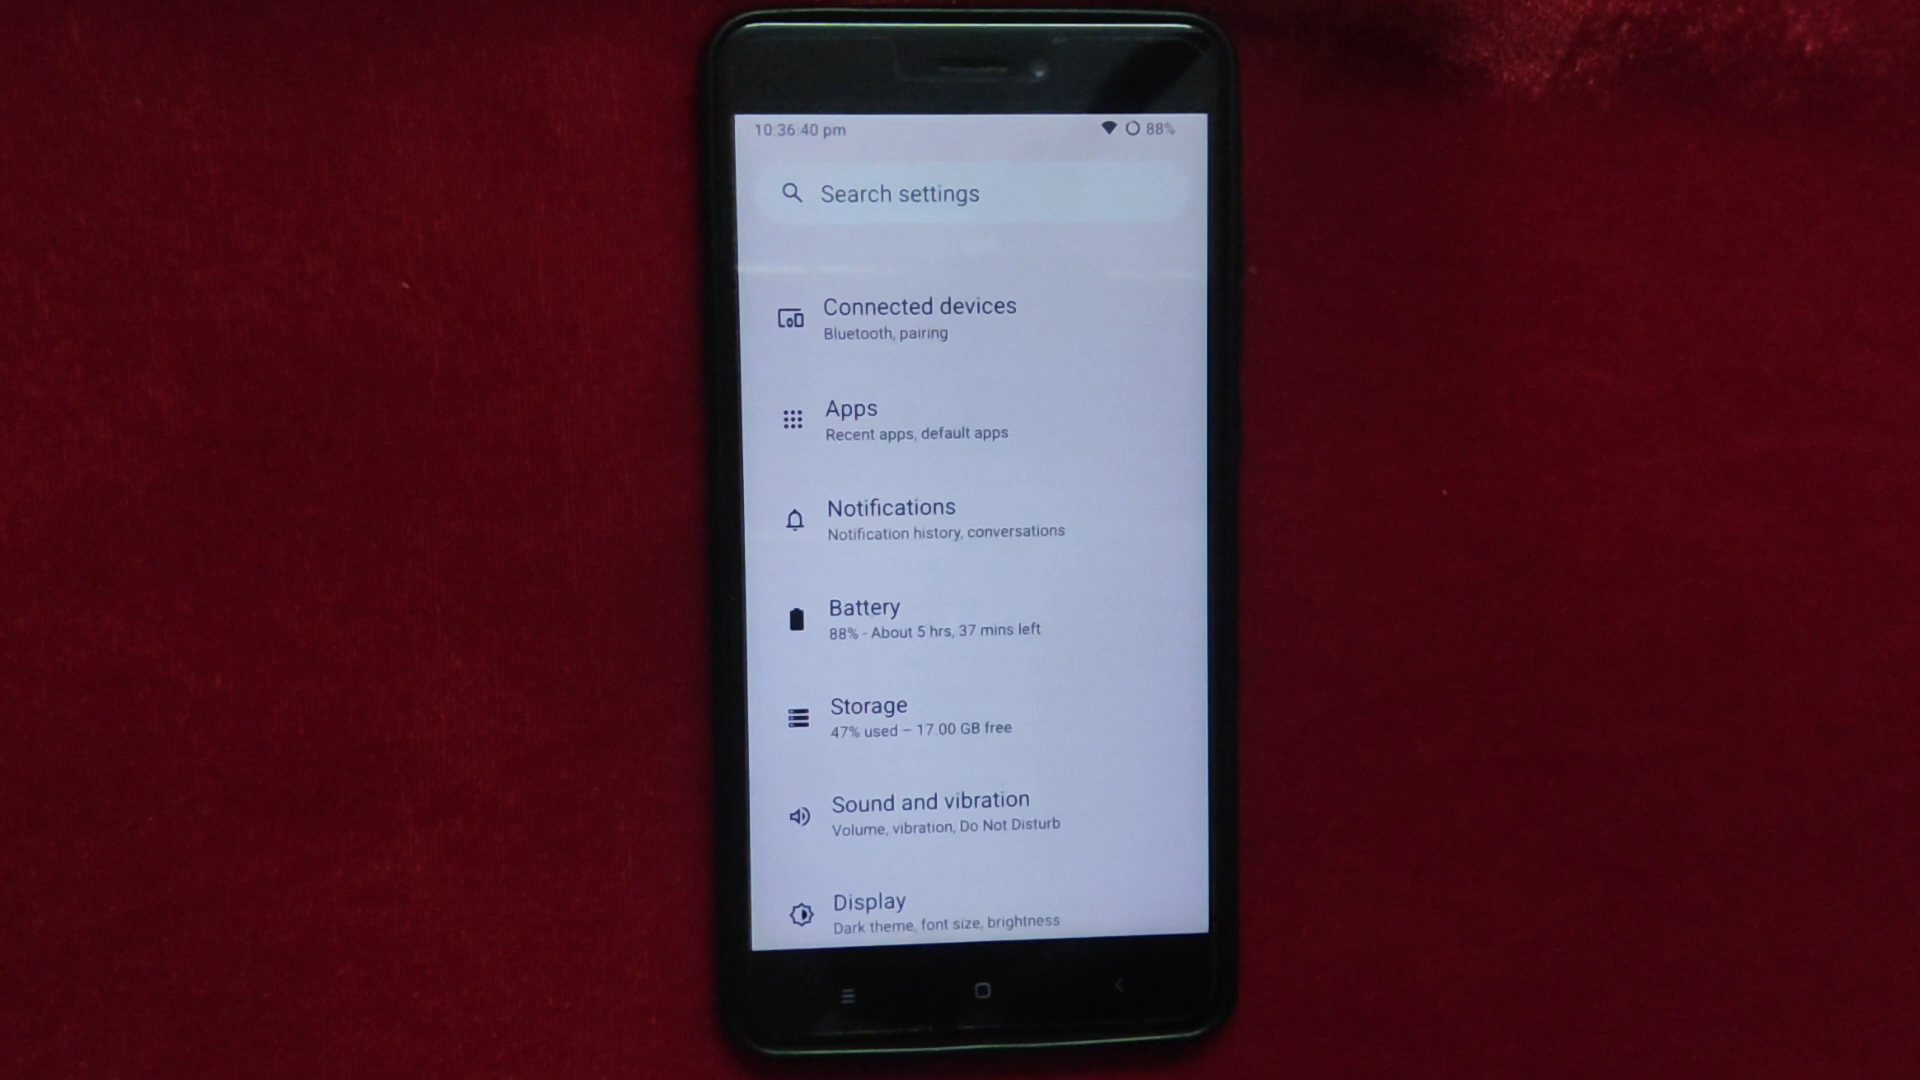 10:36:40 pm 88%
Search settings
Connected devices
Bluetooth, pairing
Apps
Recent apps, default apps
Notifications
Notification history, conversations
Battery
88% - About 5 hrs, 37 mins left
Storage
47% used – 17.00 GB free
Sound and vibration
Volume, vibration, Do Not Disturb
Display
Dark theme, font size, brightness